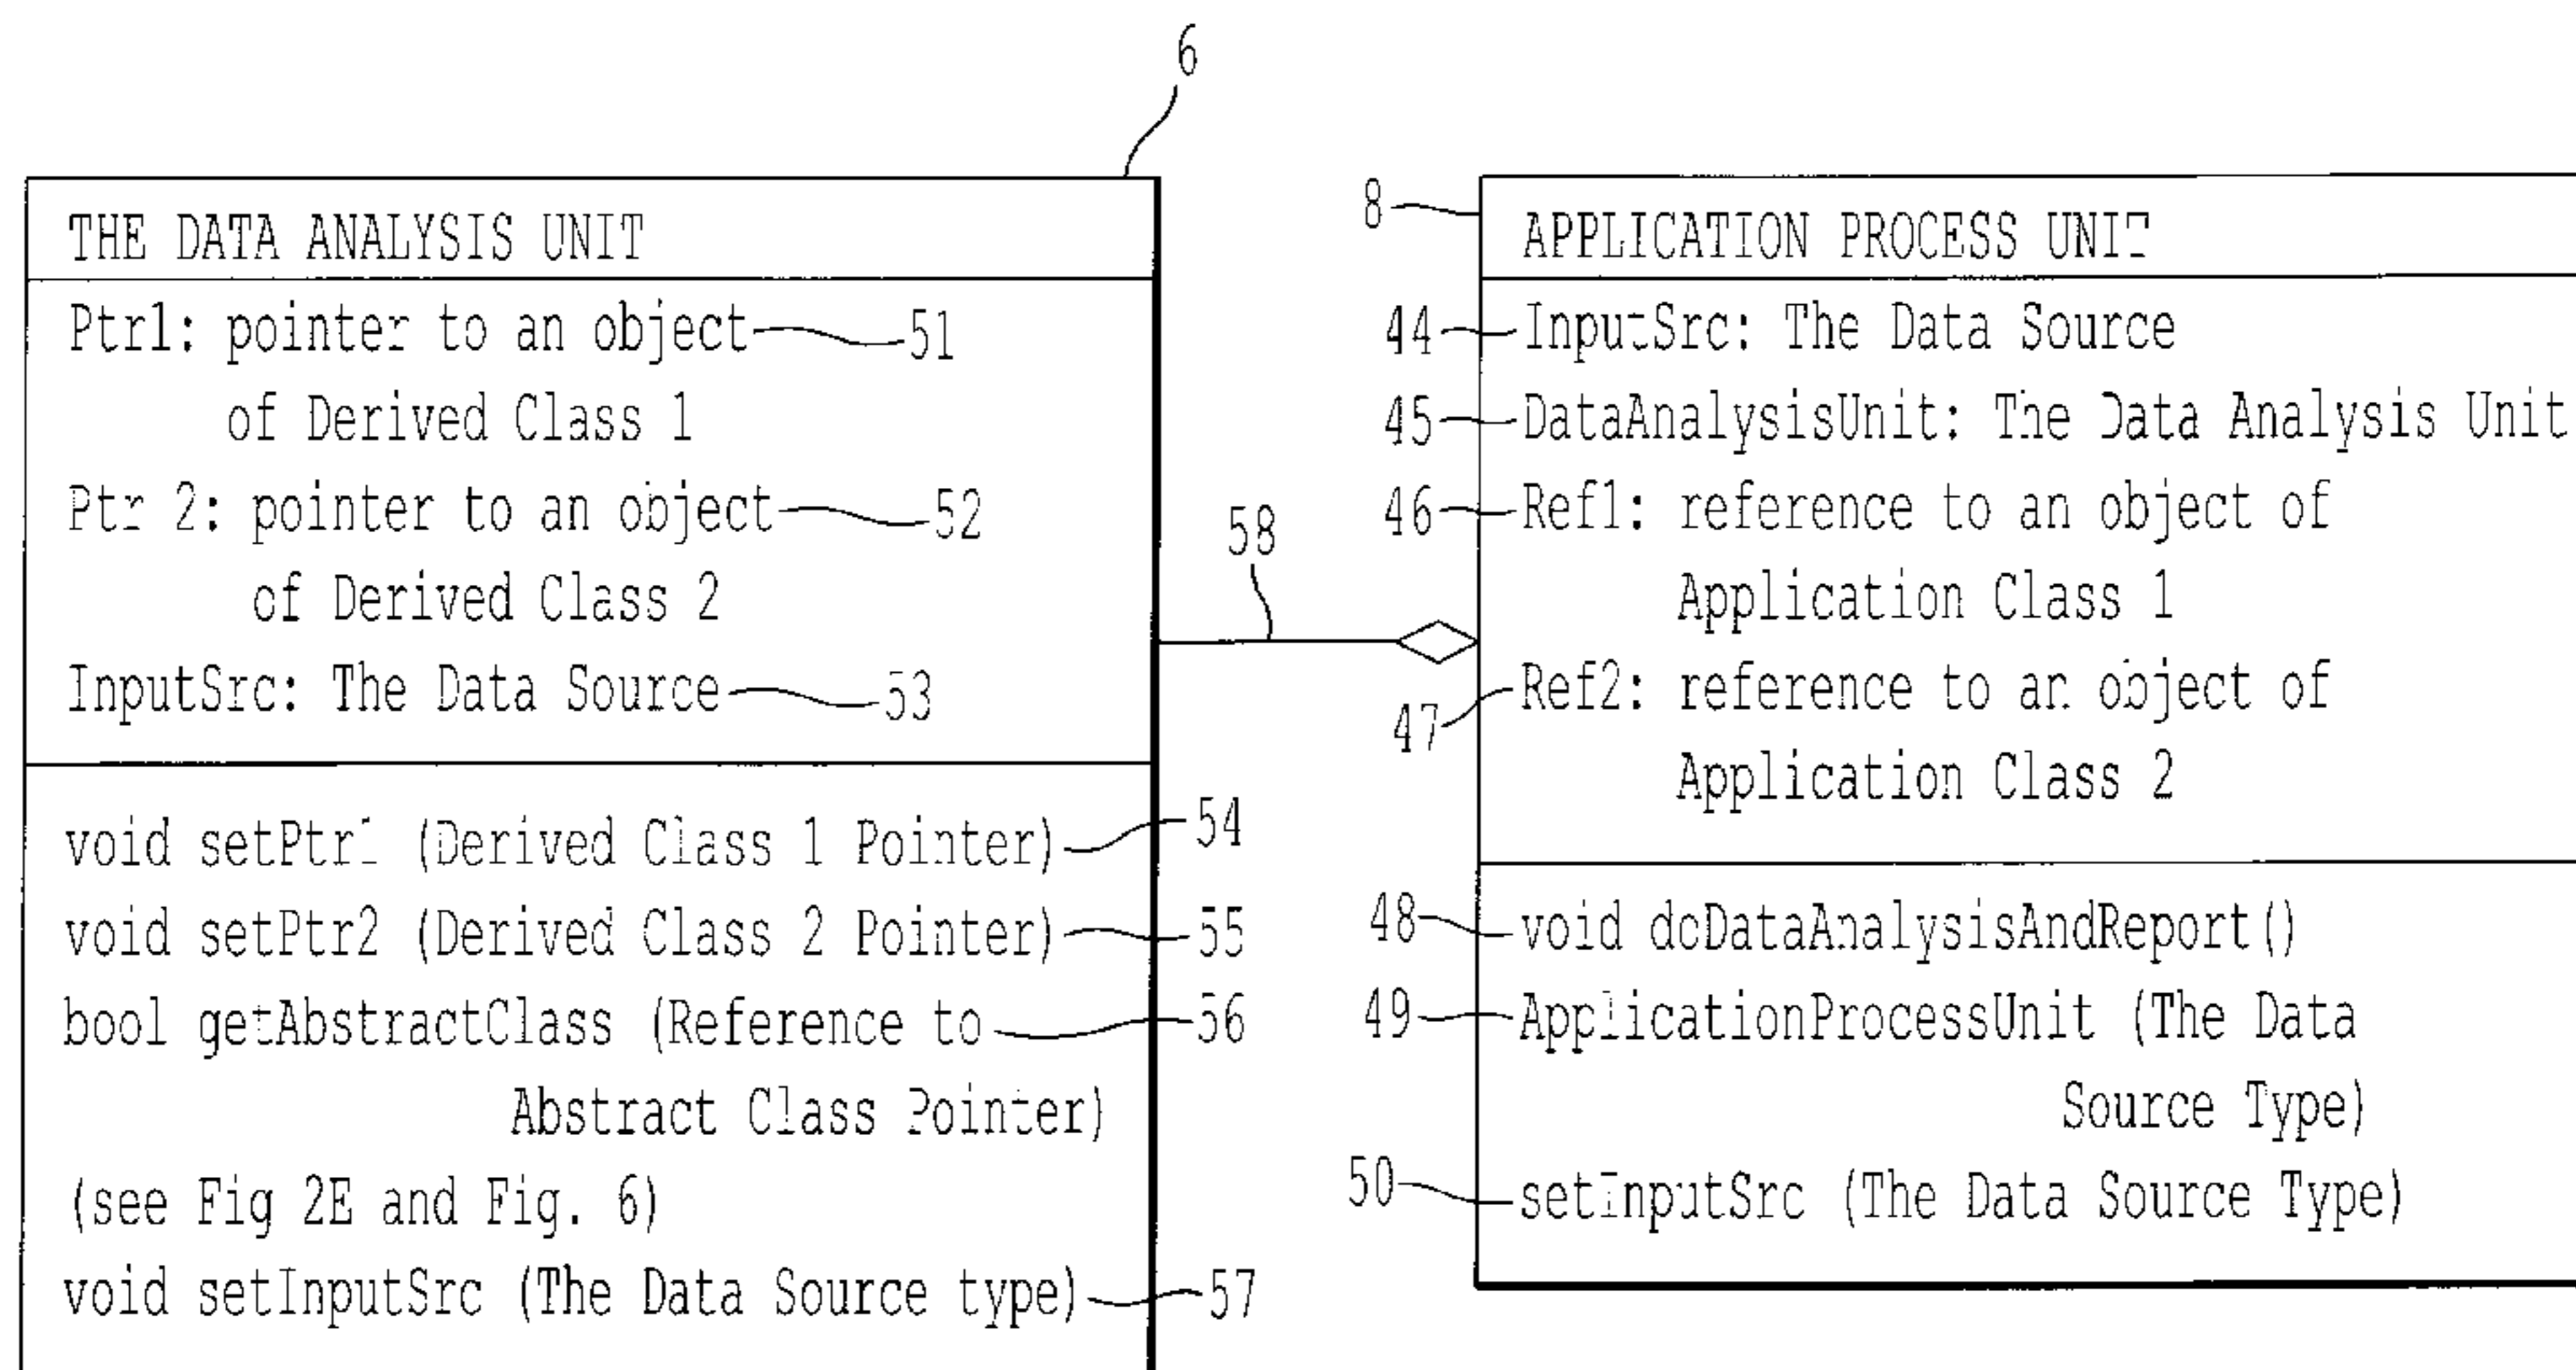 6
THE DATA ANALYSIS UNIT
Ptr1: pointer to an object 51
of Derived Class 1
Ptr 2: pointer to an object 52
of Derived Class 2
InputSrc: The Data Source 53
void setPtr1 (Derived Class 1 Pointer) 54
void setPtr2 (Derived Class 2 Pointer) 55
bool getAbstractClass (Reference to 56
Abstract Class Pointer)
(see Fig 2E and Fig. 6)
void setInputSrc (The Data Source type) 57
58
8 APPLICATION PROCESS UNIT
44 InputSrc: The Data Source
45 DataAnalysisUnit: The Data Analysis Unit
46 Ref1: reference to an object of
Application Class 1
47 Ref2: reference to an object of
Application Class 2
48 void doDataAnalysisAndReport()
49 ApplicationProcessUnit (The Data
Source Type)
50 setInputSrc (The Data Source Type)